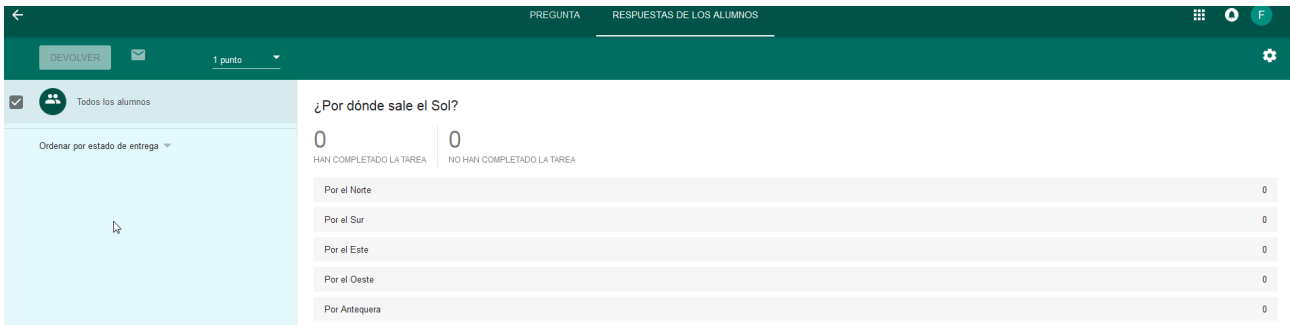 PREGUNTA RESPUESTAS DE LOS ALUMNOS
F
DEVOLVER 1 punto
Todos los alumnos
Ordenar por estado de entrega
¿Por dónde sale el Sol?
0 0
HAN COMPLETADO LA TAREA NO HAN COMPLETADO LA TAREA
Por el Norte 0
Por el Sur 0
Por el Este 0
Por el Oeste 0
Por Antequera 0